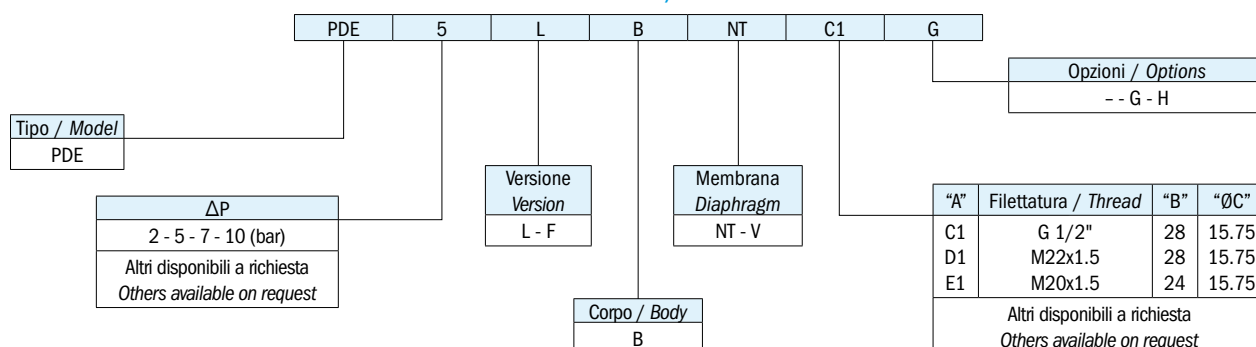 PDE 5 L B NT C1 G
Opzioni / Options
– - G - H
Tipo / Model
PDE
ΔP
2 - 5 - 7 - 10 (bar)
Altri disponibili a richiesta
Others available on request
Versione
Version
L - F
Membrana
Diaphragm
NT - V
Corpo / Body
B
“A” Filettatura / Thread “B” “ØC”
C1 G 1/2" 28 15.75
D1 M22x1.5 28 15.75
E1 M20x1.5 24 15.75
Altri disponibili a richiesta
Others available on request